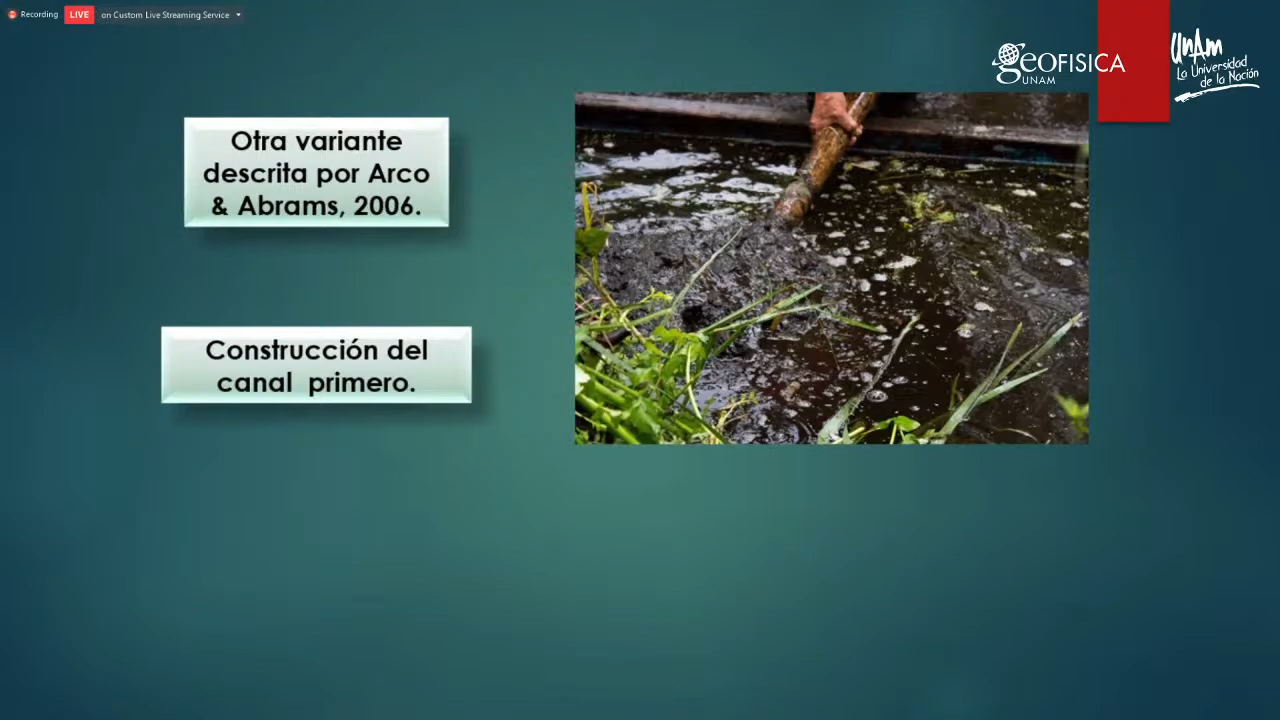 Recording LIVE on Custom Live Streaming Service
GEOFISICA
UNAM
UNAM
La Universidad
de la Nación
Otra variante
descrita por Arco
& Abrams, 2006.
Construcción del
canal primero.